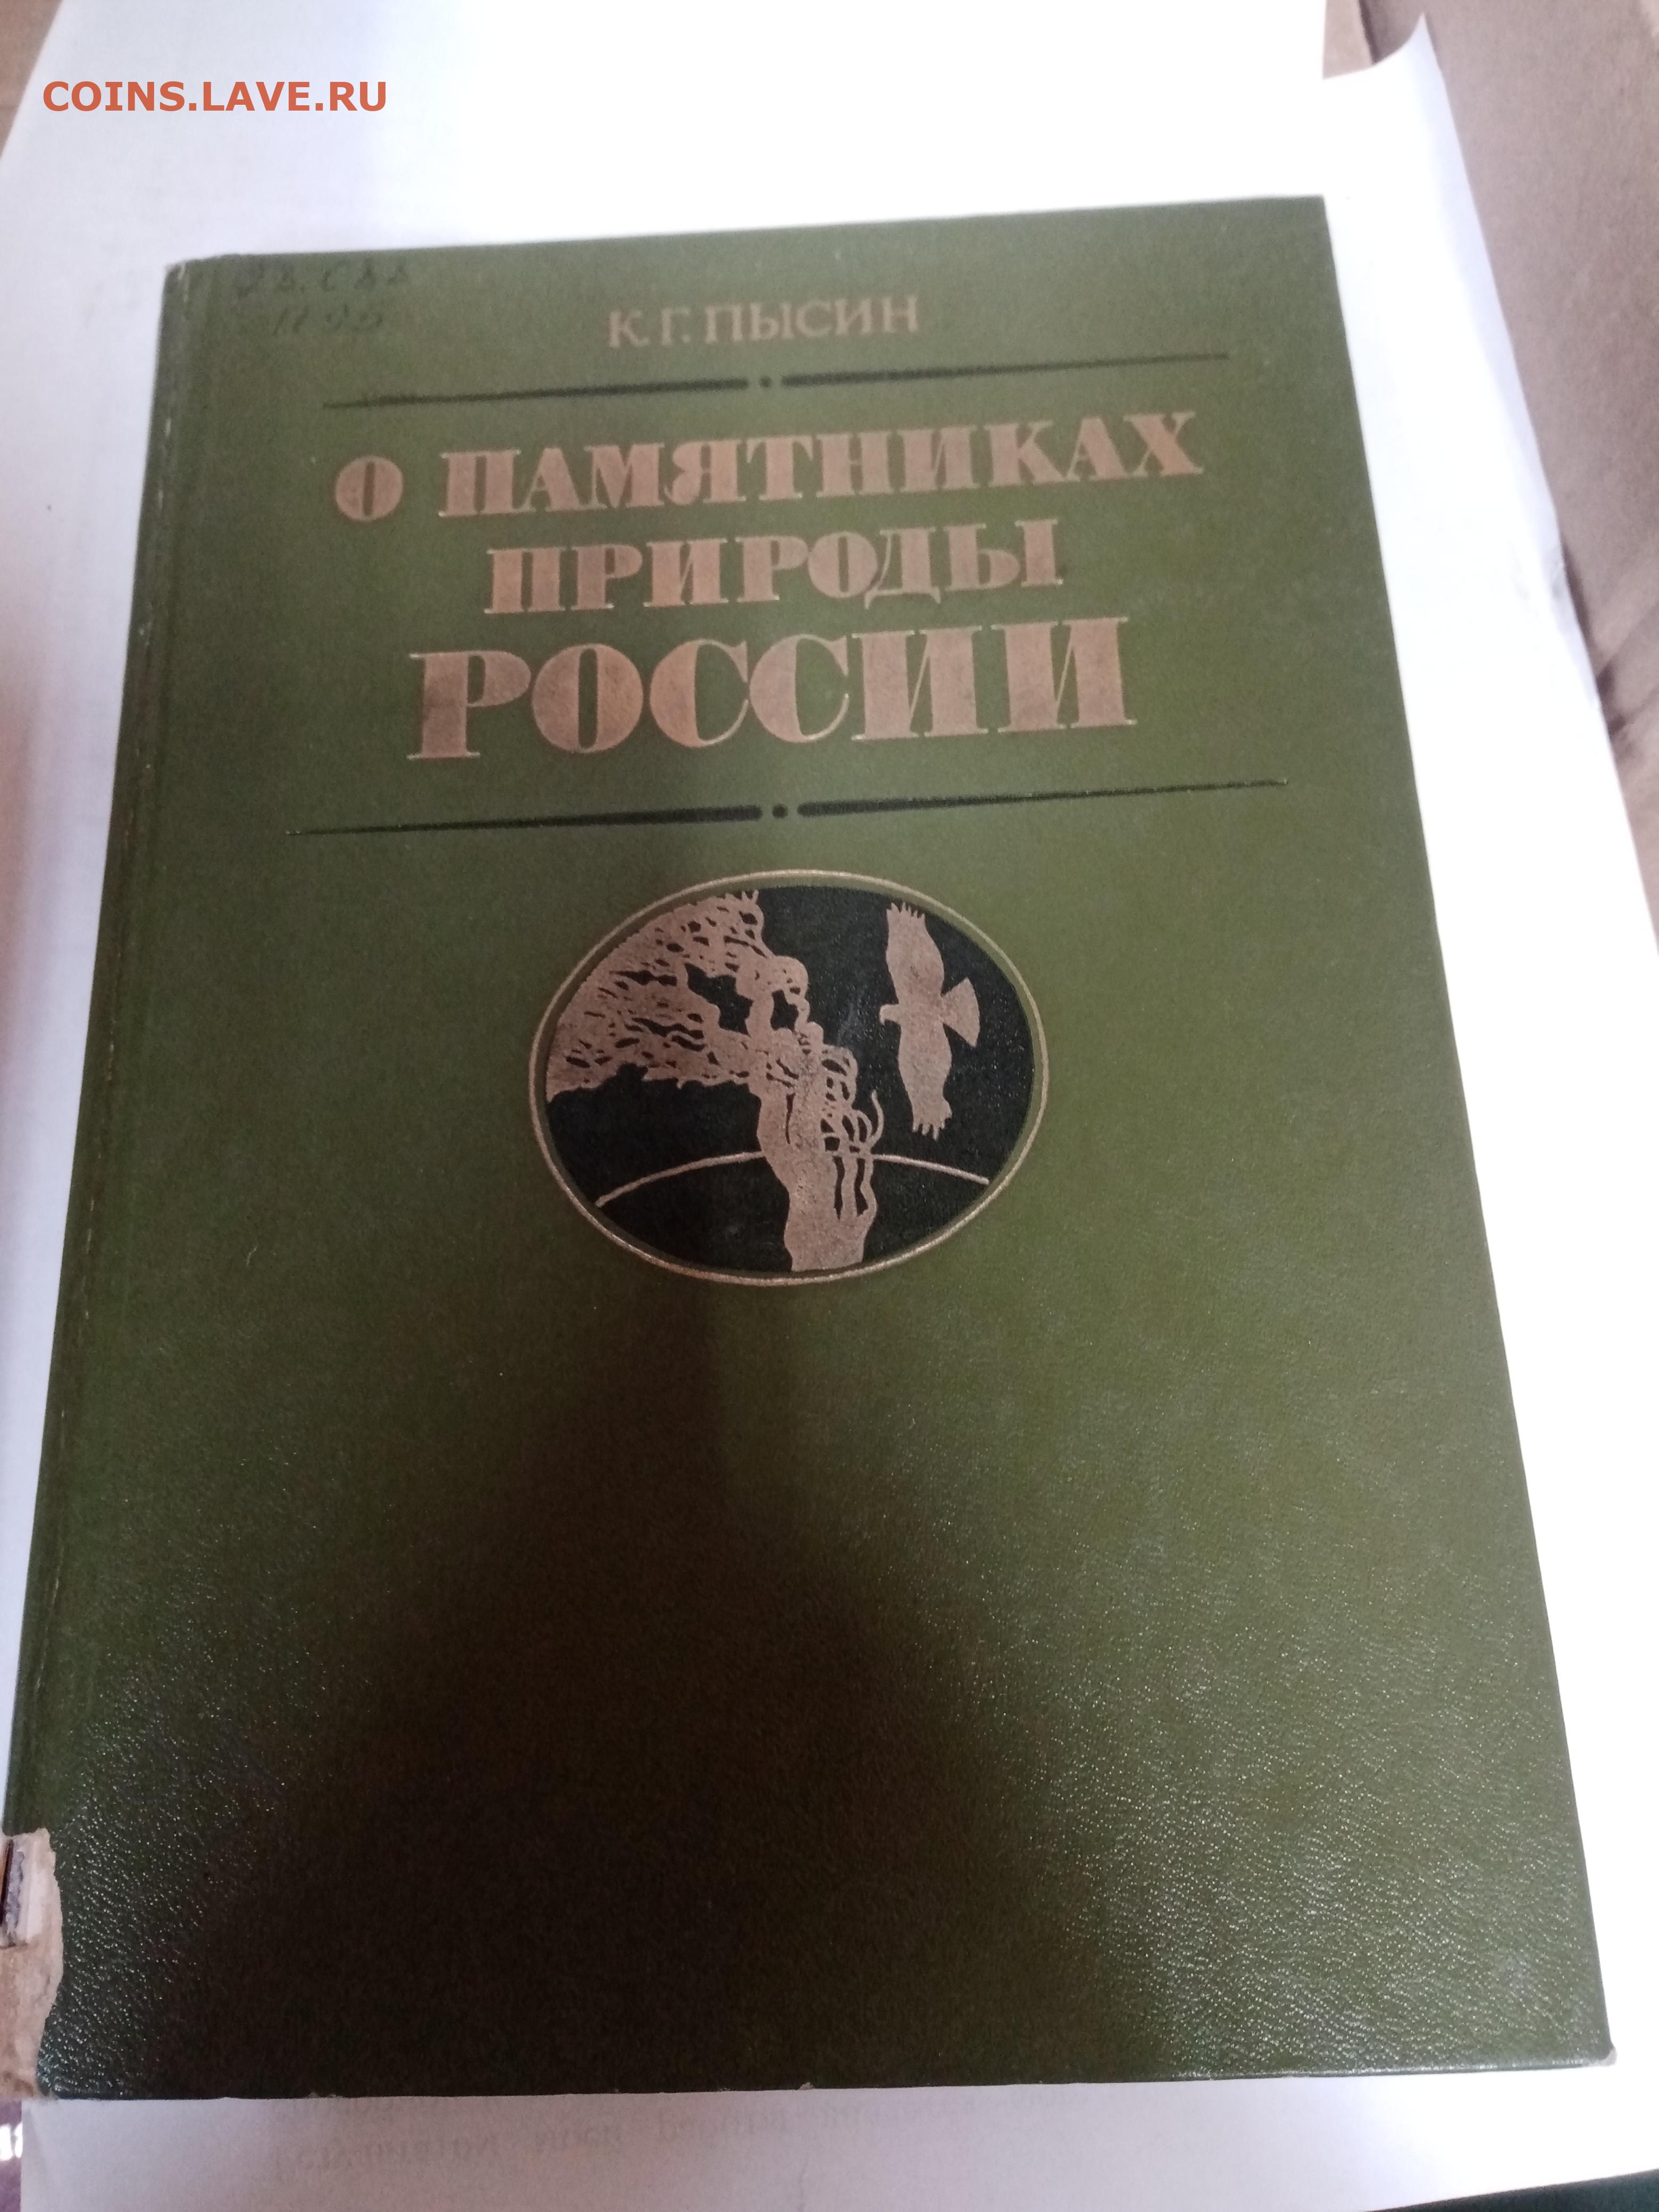 COINS.LAVE.RU
К.Г.ПЫСИН
О ПАМЯТНИКАХ
ПРИРОДЫ
РОССИИ